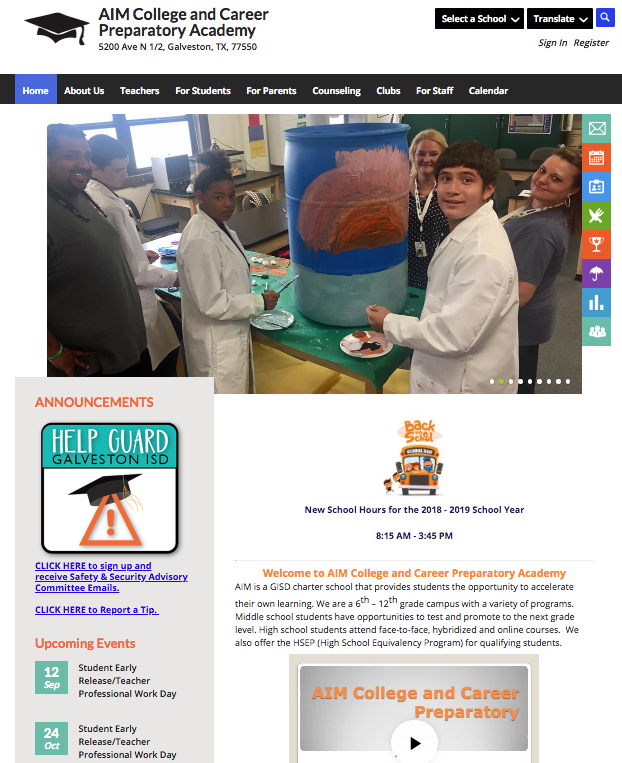 AIM College and Career
Preparatory Academy
5200 Ave N 1/2, Galveston, TX, 77550
Select a School
Translate
Sign In Register
Home About Us Teachers For Students For Parents Counseling Clubs For Staff Calendar
ANNOUNCEMENTS
HELP GUARD
GALVESTON ISD
CLICK HERE to sign up and
receive Safety & Security Advisory
Committee Emails.
CLICK HERE to Report a Tip.
Upcoming Events
12
Sep
Student Early
Release/Teacher
Professional Work Day
24
Oct
Student Early
Release/Teacher
Professional Work Day
Back
to School
SCHOOL BUS
New School Hours for the 2018 - 2019 School Year
8:15 AM - 3:45 PM
Welcome to AIM College and Career Preparatory Academy
AIM is a GISD charter school that provides students the opportunity to accelerate
their own learning. We are a 6th – 12th grade campus with a variety of programs.
Middle school students have opportunities to test and promote to the next grade
level. High school students attend face-to-face, hybridized and online courses. We
also offer the HSEP (High School Equivalency Program) for qualifying students.
AIM College and Career
Preparatory